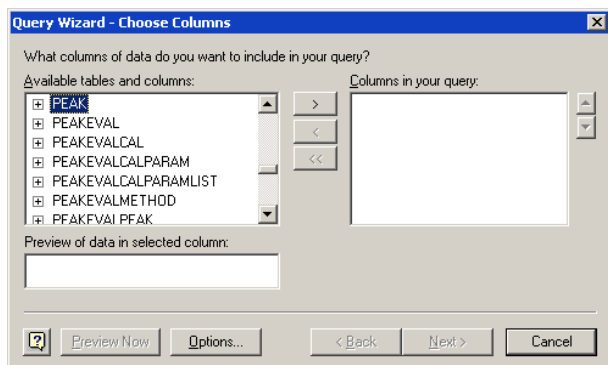 Query Wizard - Choose Columns
What columns of data do you want to include in your query?
Available tables and columns:
Columns in your query:
PEAK
PEAKEVAL
PEAKEVALCAL
PEAKEVALCALPARAM
PEAKEVALCALPARAMLIST
PEAKEVALMETHOD
PEAKEVALPEAK
>
<
<<
Preview of data in selected column:
?
Preview Now
Options...
< Back
Next >
Cancel